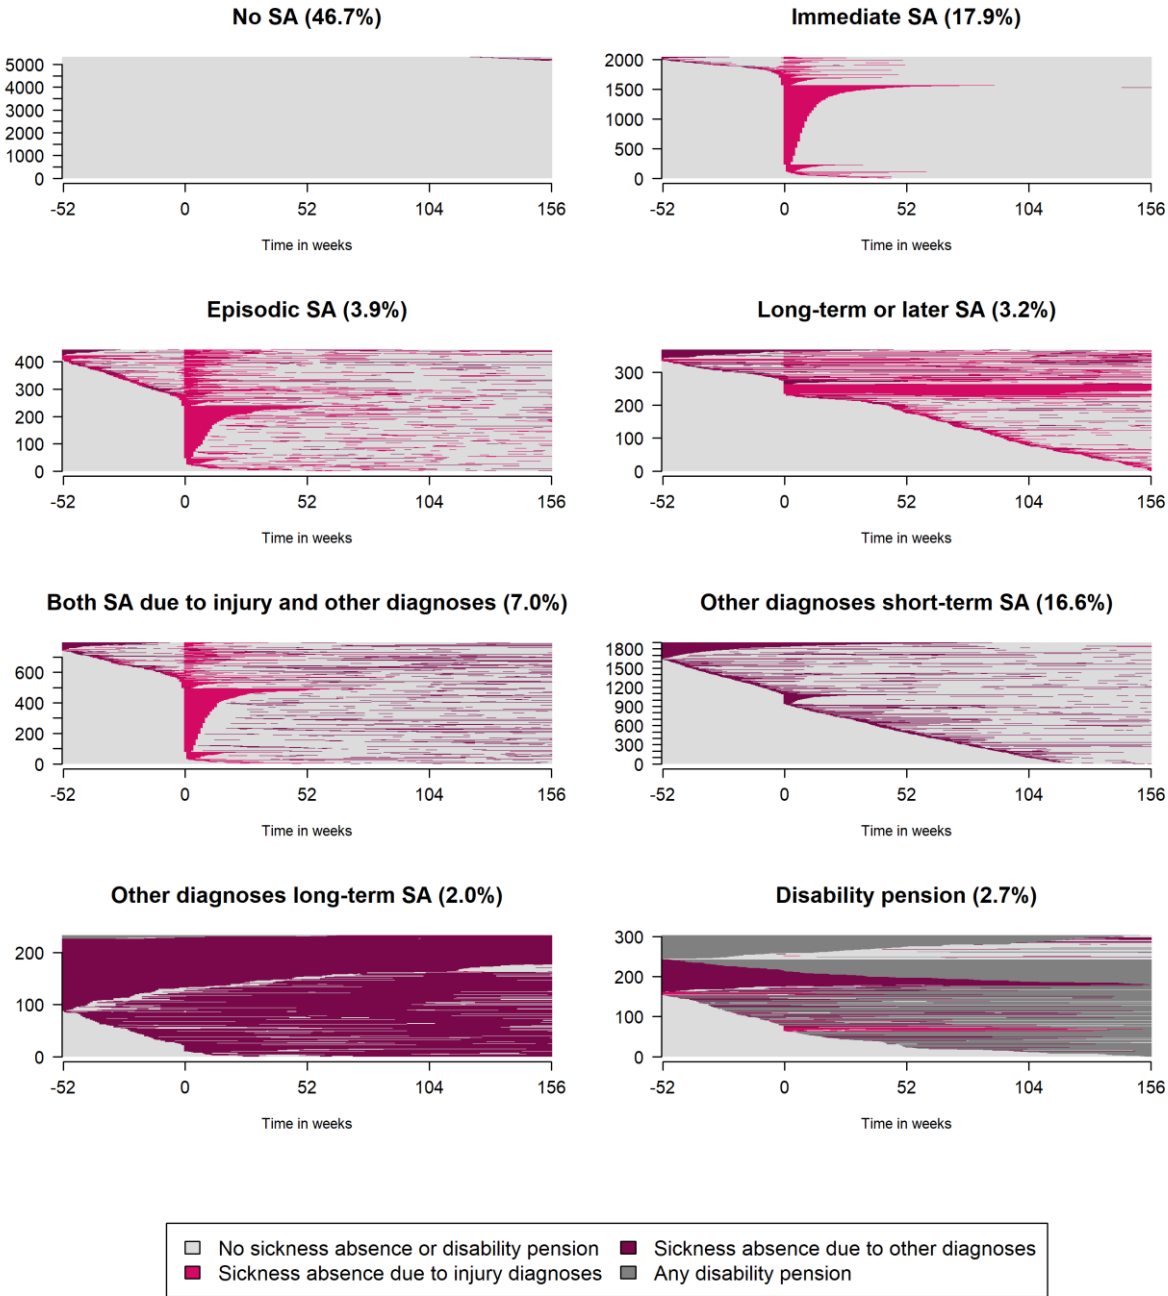 No SA (46.7%)
5000
4000
3000
2000
1000
0
-52 0 52 104 156
Time in weeks
Immediate SA (17.9%)
2000
1500
1000
500
0
-52 0 52 104 156
Time in weeks
Episodic SA (3.9%)
400
300
200
100
0
-52 0 52 104 156
Time in weeks
Long-term or later SA (3.2%)
300
200
100
0
-52 0 52 104 156
Time in weeks
Both SA due to injury and other diagnoses (7.0%)
600
400
200
0
-52 0 52 104 156
Time in weeks
Other diagnoses short-term SA (16.6%)
1800
1500
1200
900
600
300
0
-52 0 52 104 156
Time in weeks
Other diagnoses long-term SA (2.0%)
200
100
0
-52 0 52 104 156
Time in weeks
Disability pension (2.7%)
300
200
100
0
-52 0 52 104 156
Time in weeks
No sickness absence or disability pension
Sickness absence due to injury diagnoses
Sickness absence due to other diagnoses
Any disability pension